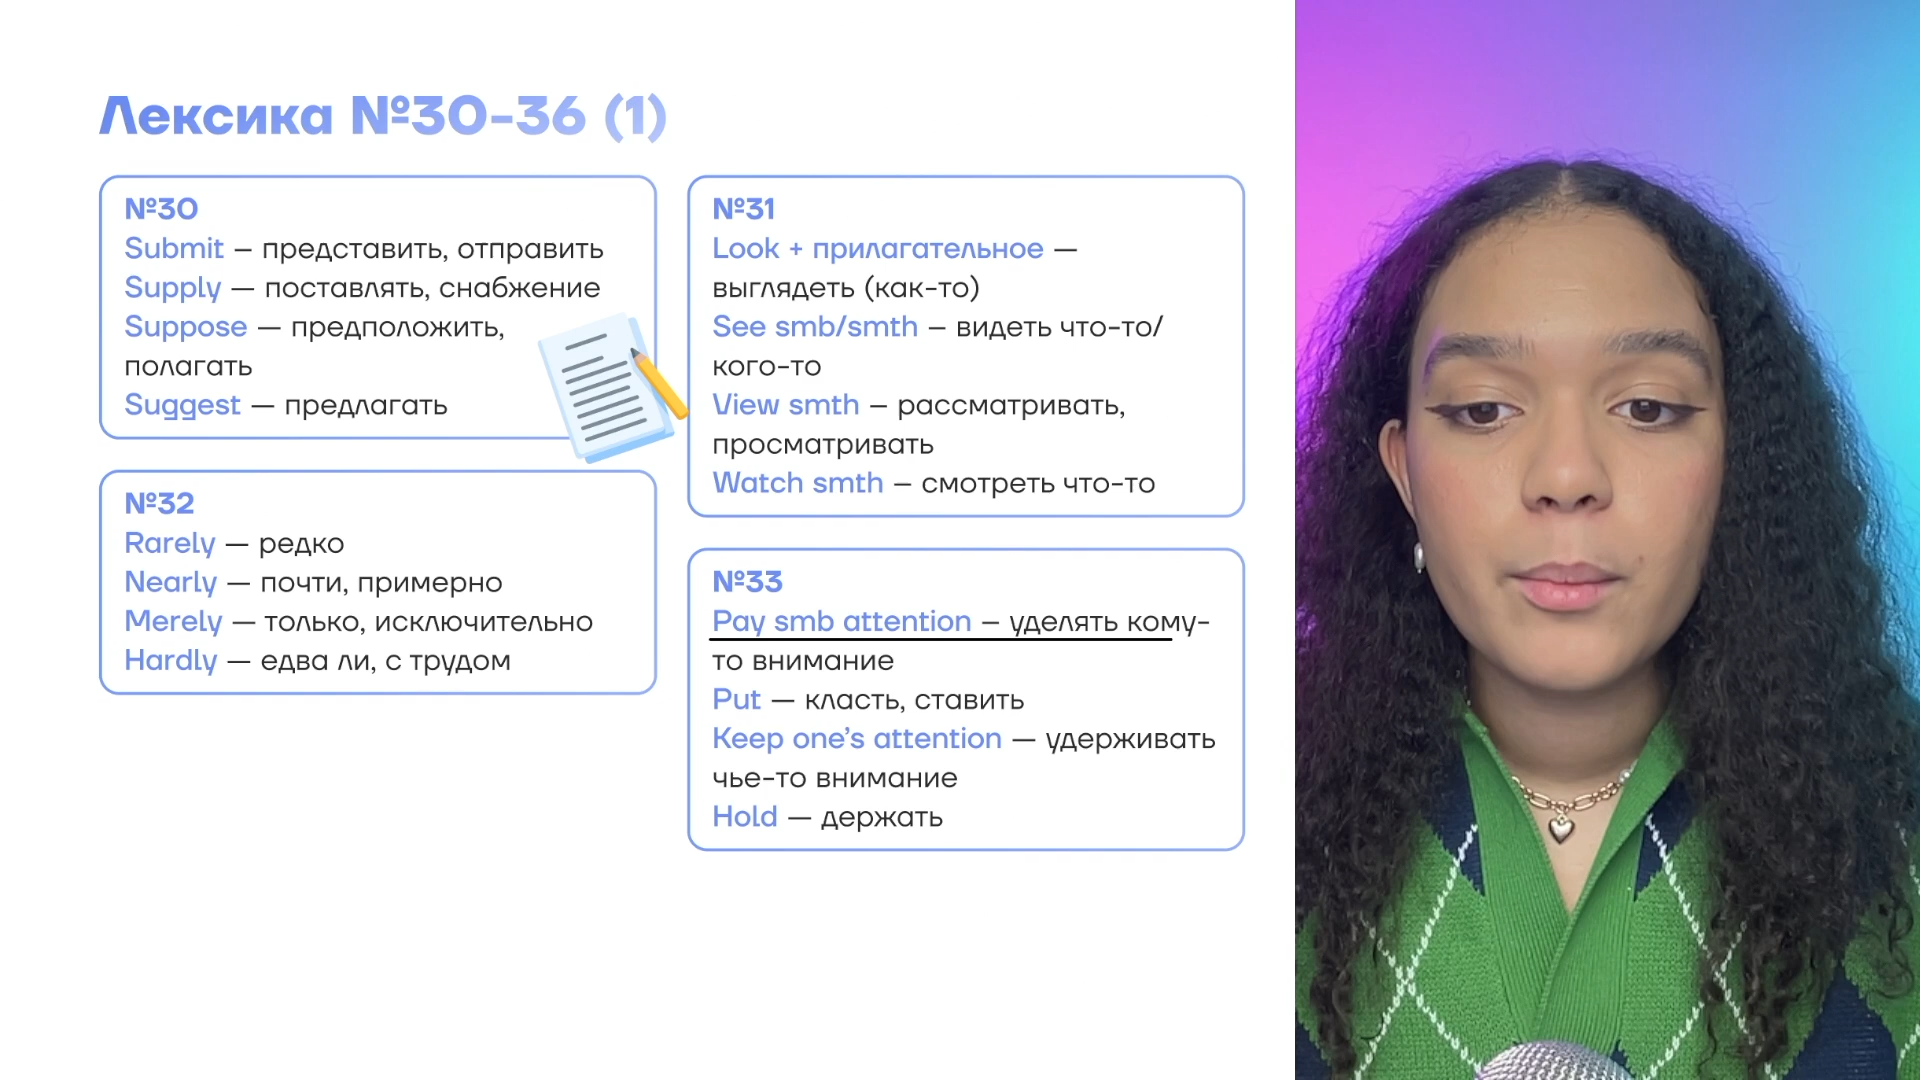 Лексика №30-36 (1)
№30
Submit – представить, отправить
Supply — поставлять, снабжение
Suppose — предположить,
полагать
Suggest — предлагать
№32
Rarely — редко
Nearly — почти, примерно
Merely — только, исключительно
Hardly — едва ли, с трудом
№31
Look + прилагательное —
выглядеть (как-то)
See smb/smth – видеть что-то/
кого-то
View smth – рассматривать,
просматривать
Watch smth – смотреть что-то
№33
Pay smb attention – уделять кому-
то внимание
Put — класть, ставить
Keep one’s attention — удерживать
чье-то внимание
Hold — держать